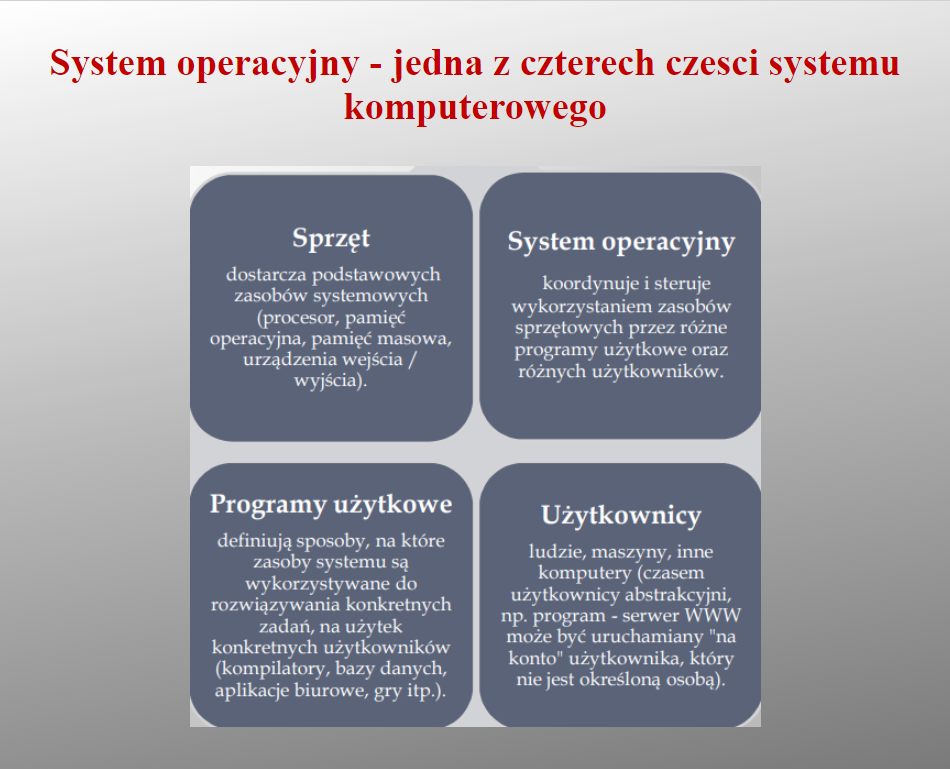 System operacyjny - jedna z czterech czesci systemu
komputerowego
Sprzęt
dostarcza podstawowych
zasobów systemowych
(procesor, pamięć
operacyjna, pamięć masowa,
urządzenia wejścia /
wyjścia).
System operacyjny
koordynuje i steruje
wykorzystaniem zasobów
sprzętowych przez różne
programy użytkowe oraz
różnych użytkowników.
Programy użytkowe
definiują sposoby, na które
zasoby systemu są
wykorzystywane do
rozwiązywania konkretnych
zadań, na użytek
konkretnych użytkowników
(kompilatory, bazy danych,
aplikacje biurowe, gry itp.).
Użytkownicy
ludzie, maszyny, inne
komputery (czasem
użytkownicy abstrakcyjni,
np. program - serwer WWW
może być uruchamiany "na
konto" użytkownika, który
nie jest określoną osobą).